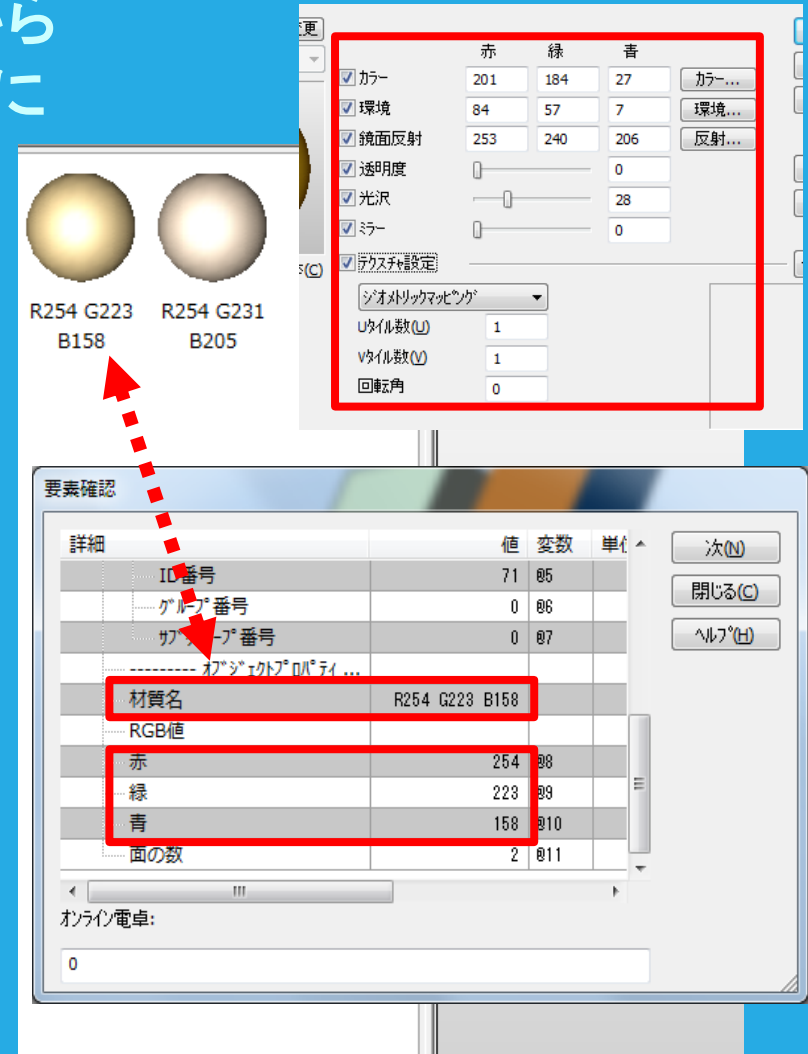 ら
に
更
赤 緑 青
カラー 201 184 27 カラー...
環境 84 57 7 環境...
鏡面反射 253 240 206 反射...
透明度 0
光沢 28
ミラー 0
(C) テクスチャ設定
ジオメトリックマッピング
Uタイル数(U) 1
Vタイル数(V) 1
回転角 0
R254 G223 B158
R254 G231 B205
要素確認
詳細 値 変数
ID番号 71 @5
グループ番号 0 @6
番号 0 @7
--------- オブジェクトプロパティ ...
材質名 R254 G223 B158
RGB値
赤 254 @8
緑 223 @9
青 158 @10
面の数 2 @11
次(N)
閉じる(C)
ヘルプ(H)
オンライン電卓:
0